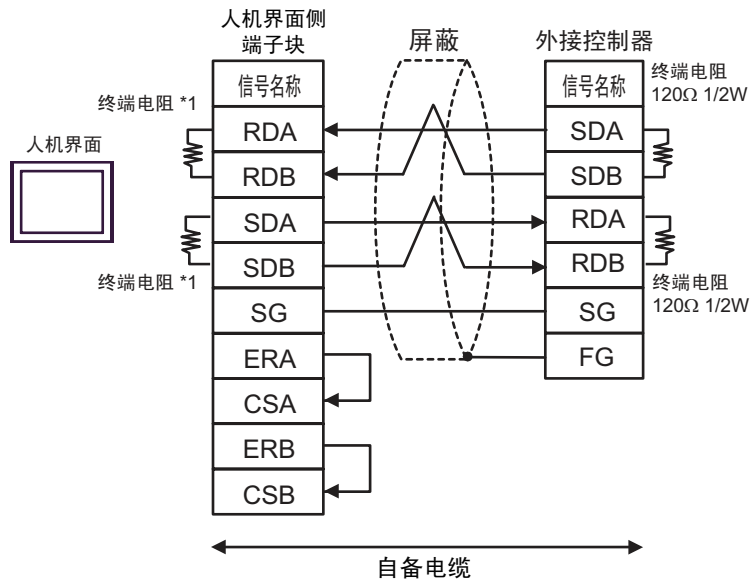 人机界面侧
端子块
屏蔽
外接控制器
信号名称
信号名称
终端电阻
120Ω 1/2W
终端电阻 *1
人机界面
RDA
SDA
RDB
SDB
SDA
RDA
SDB
RDB
终端电阻 *1
终端电阻
120Ω 1/2W
SG
SG
ERA
FG
CSA
ERB
CSB
自备电缆